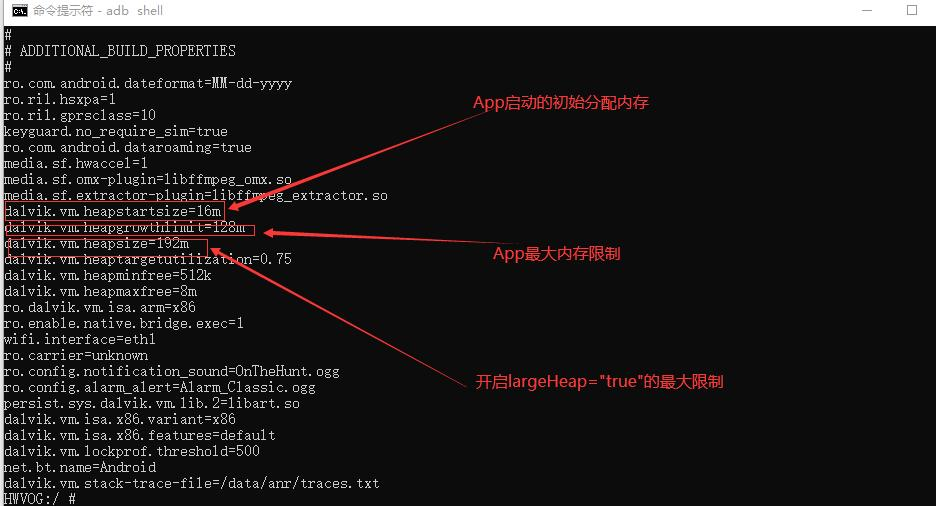 命令提示符 - adb shell
#
# ADDITIONAL_BUILD_PROPERTIES
#
ro.com.android.dateformat=MM-dd-yyyy
ro.ril.hsxpa=1
ro.ril.gprsclass=10
keyguard.no_require_sim=true
ro.com.android.dataroaming=true
media.sf.hwaccel=1
media.sf.omx-plugin=libffmpeg_omx.so
media.sf.extractor-plugin=libffmpeg_extractor.so
dalvik.vm.heapstartsize=16m
dalvik.vm.heapgrowthlimit=128m
dalvik.vm.heapsize=192m
dalvik.vm.heaptargetutilization=0.75
dalvik.vm.heapminfree=512k
dalvik.vm.heapmaxfree=8m
ro.dalvik.vm.isa.arm=x86
ro.enable.native.bridge.exec=1
wifi.interface=eth1
ro.carrier=unknown
ro.config.notification_sound=OnTheHunt.ogg
ro.config.alarm_alert=Alarm_Classic.ogg
persist.sys.dalvik.vm.lib.2=libart.so
dalvik.vm.isa.x86.variant=x86
dalvik.vm.isa.x86.features=default
dalvik.vm.lockprof.threshold=500
net.bt.name=Android
dalvik.vm.stack-trace-file=/data/anr/traces.txt
HWVOG:/ #
App启动的初始分配内存
App最大内存限制
开启largeHeap="true"的最大限制